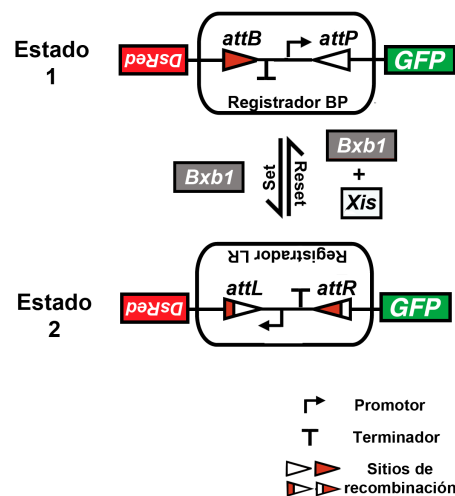 Estado
1
DsRed
attB
attP
GFP
Registrador BP
Bxb1
Set
Reset
Bxb1
+
Xis
Estado
2
Registrador LR
DsRed
attL
attR
GFP
Promotor
Terminador
Sitios de
recombinación